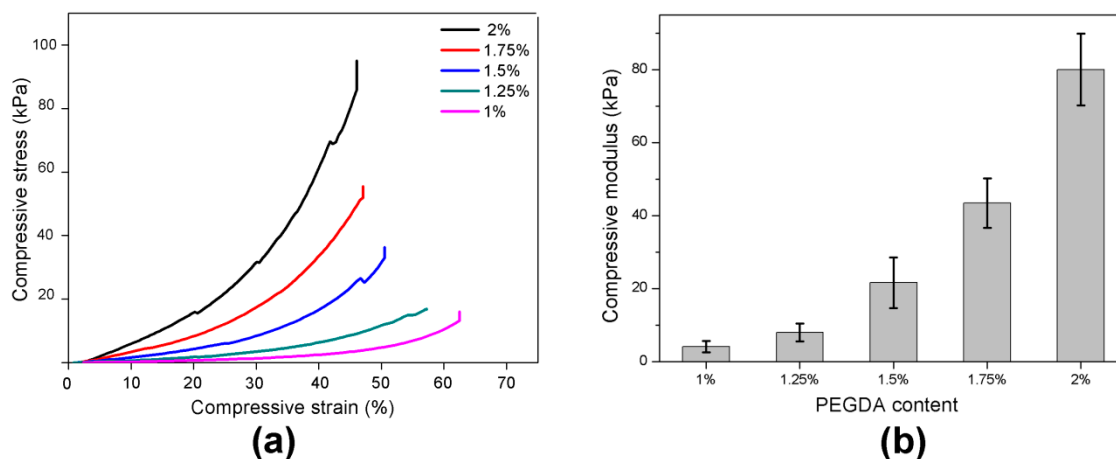 100
80
60
40
20
0
0 10 20 30 40 50 60 70
Compressive stress (kPa)
Compressive strain (%)
2%
1.75%
1.5%
1.25%
1%
(a)
80
60
40
20
0
1% 1.25% 1.5% 1.75% 2%
Compressive modulus (kPa)
PEGDA content
(b)